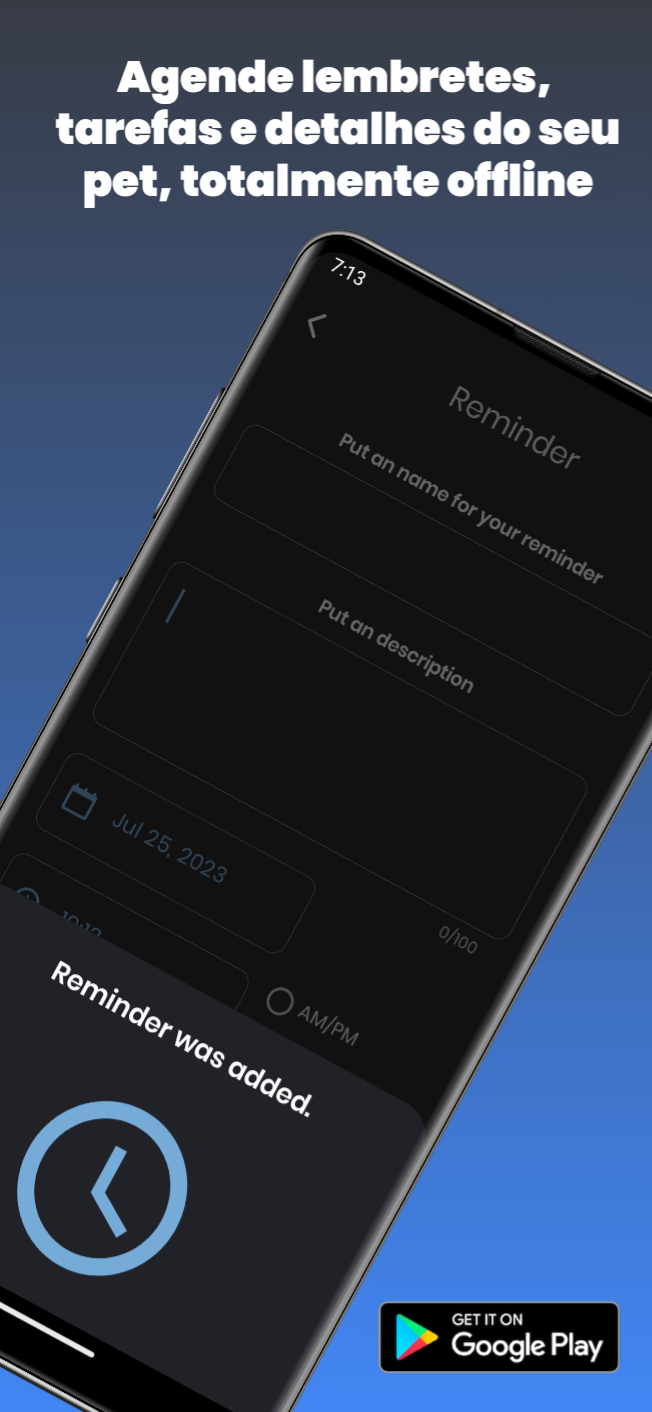 Agende lembretes,
tarefas e detalhes do seu
pet, totalmente offline
7:13
Reminder
Put an name for your reminder
Put an description
Jul 25, 2023
0/100
AM/PM
Reminder was added.
GET IT ON
Google Play